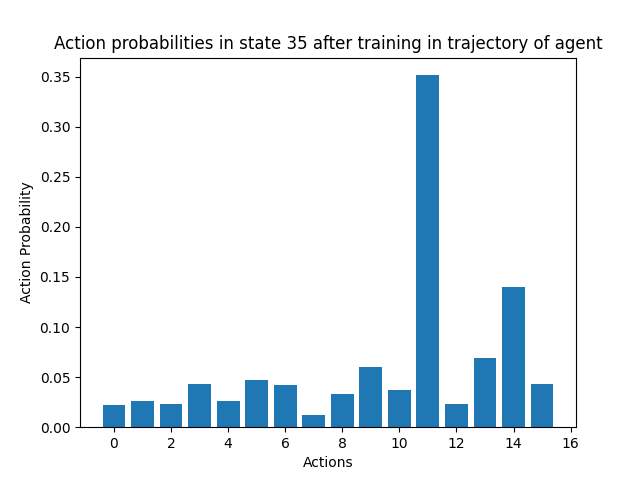 Action probabilities in state 35 after training in trajectory of agent
0.35
0.30
0.25
0.20
0.15
0.10
0.05
0.00
Action Probability
0 2 4 6 8 10 12 14 16
Actions